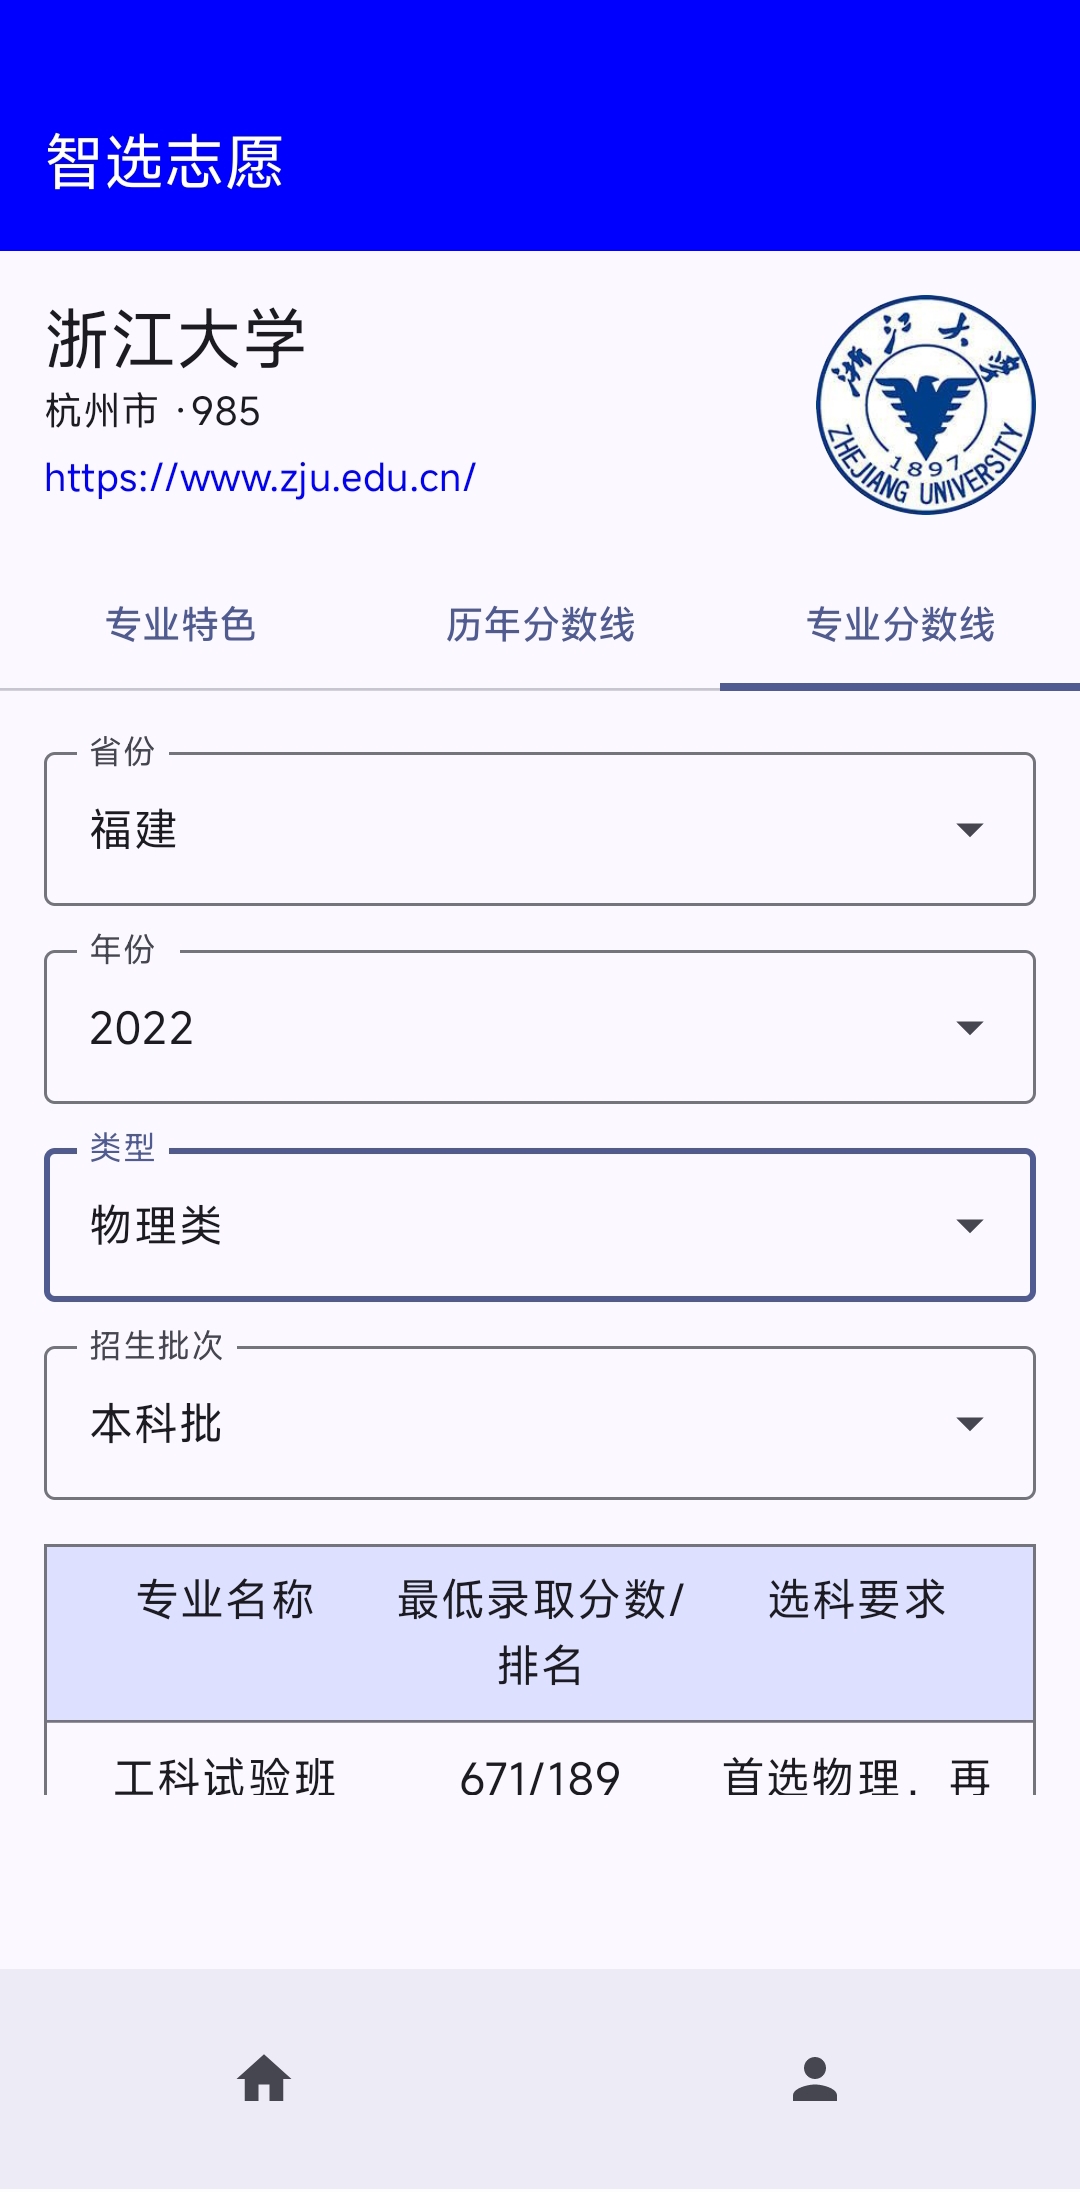 智选志愿
浙江大学
杭州市 ·985
https://www.zju.edu.cn/
浙江大学
1897
ZHEJIANG UNIVERSITY
专业特色 历年分数线 专业分数线
省份
福建
年份
2022
类型
物理类
招生批次
本科批
专业名称 最低录取分数/ 选科要求
排名
工科试验班 671/189 首选物理，再